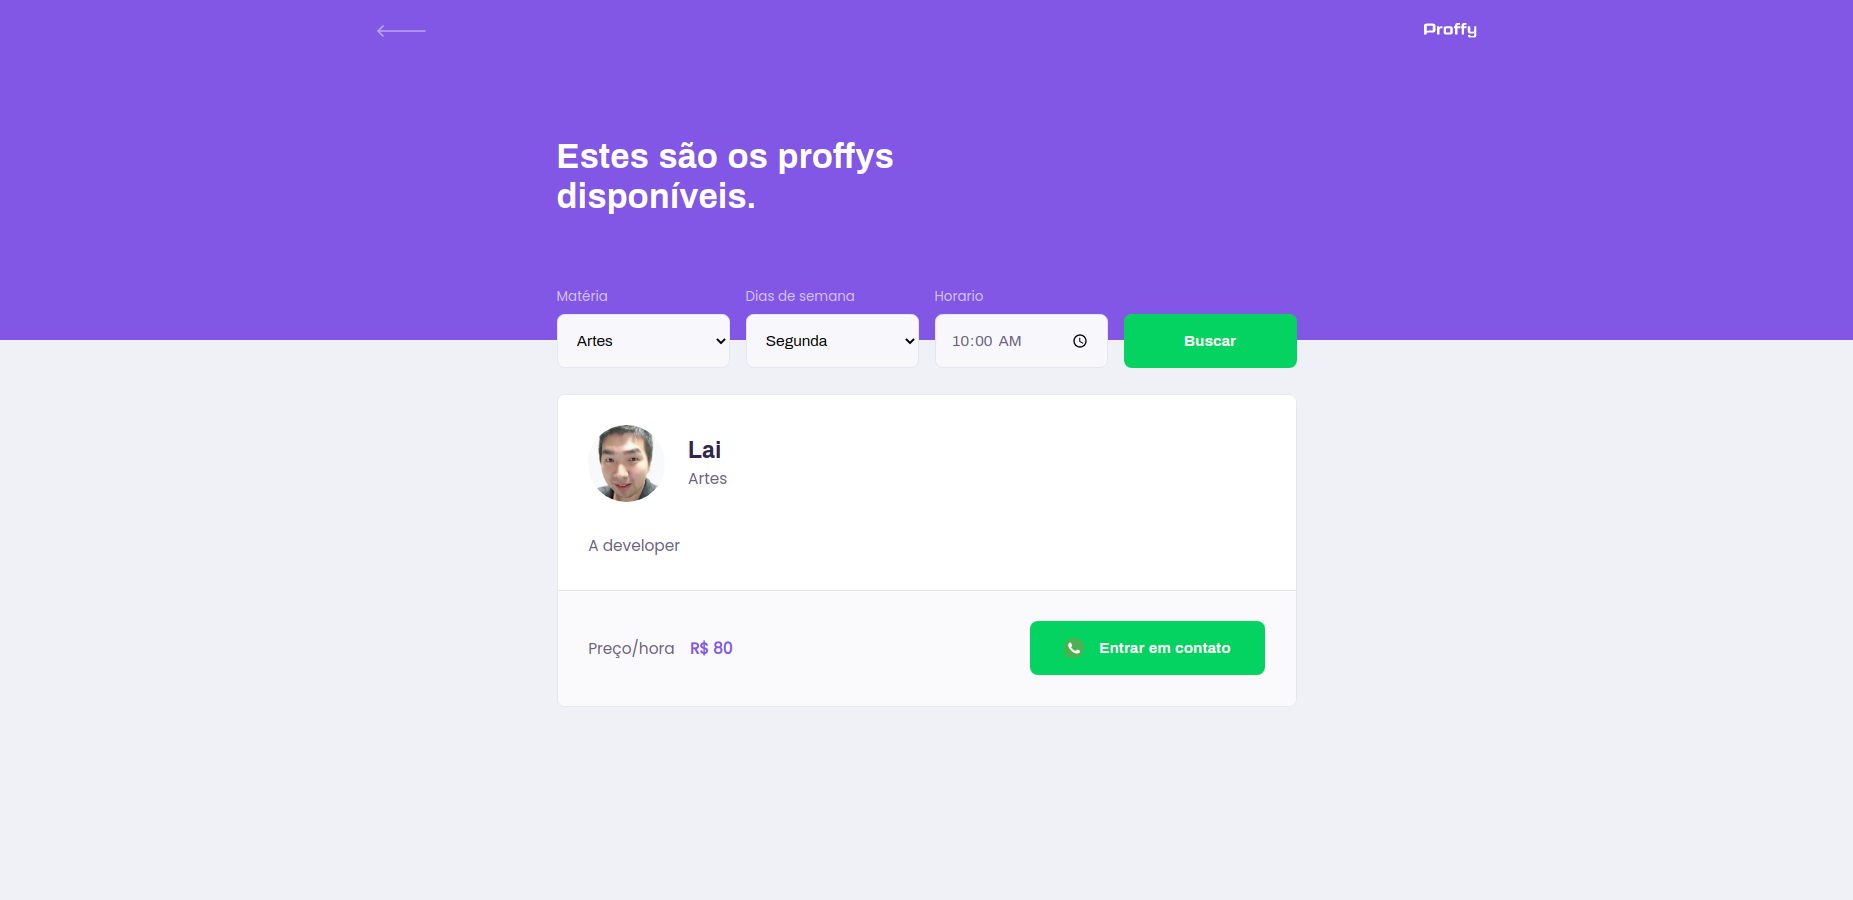 Proffy
Estes são os proffys
disponíveis.
Matéria
Dias de semana
Horario
Artes
Segunda
10:00 AM
Buscar
Lai
Artes
A developer
Preço/hora R$ 80
Entrar em contato